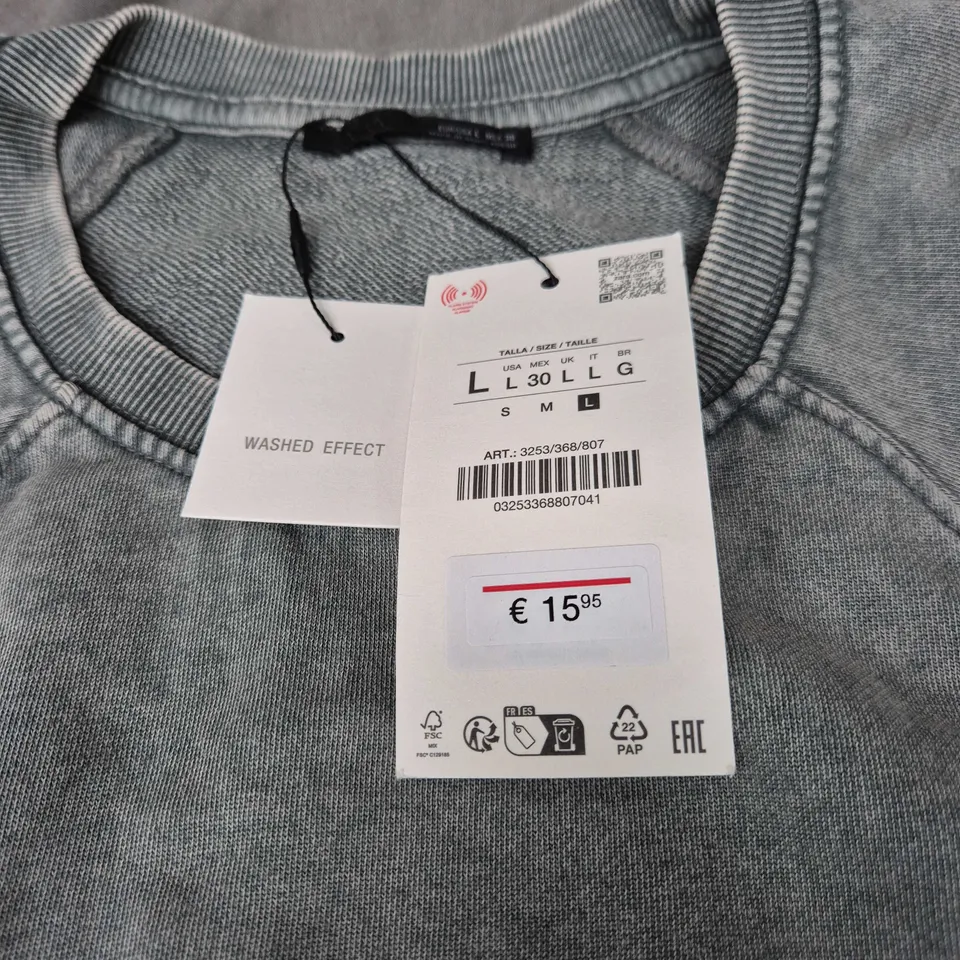 WASHED EFFECT
TALLA / SIZE / TAILLE
USA MEX UK IT BR
L L 30 L L G
S M L
ART.: 3253/368/807
03253368807041
€ 15 95
FR ES
FSC
MIX
22
PAP
EAC